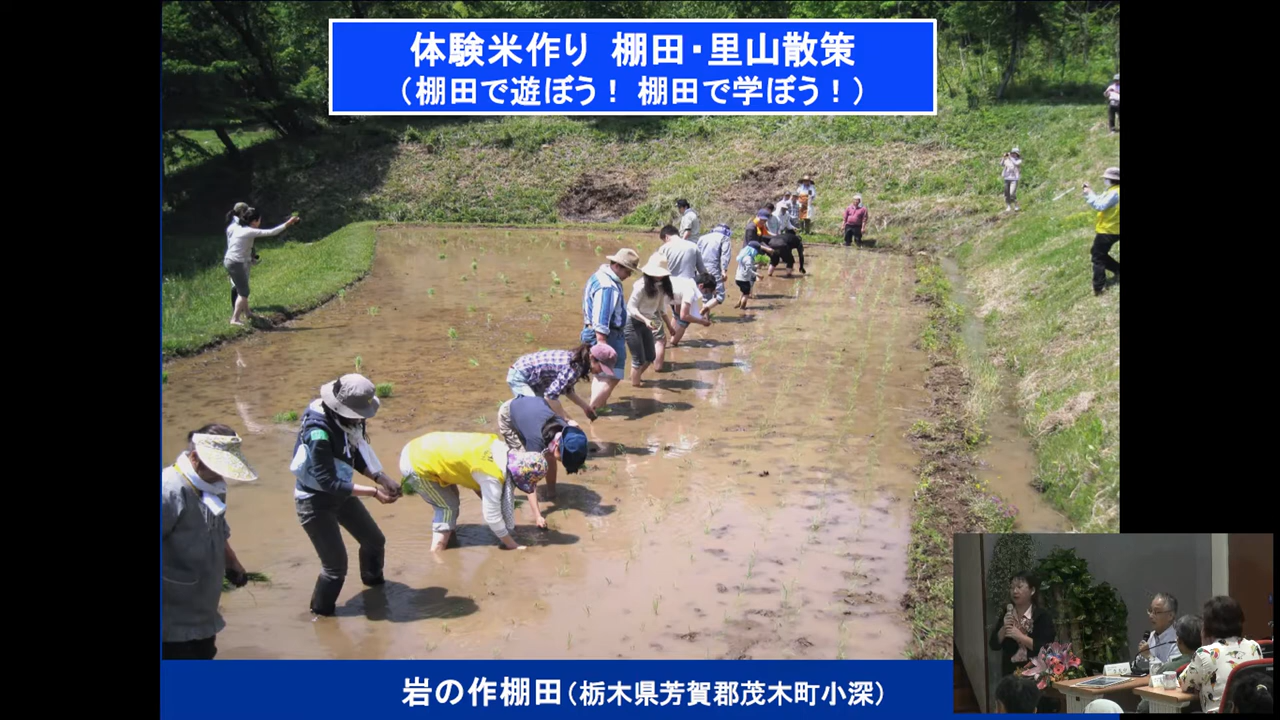 体験米作り 棚田・里山散策
（棚田で遊ぼう！ 棚田で学ぼう！）
岩の作棚田（栃木県芳賀郡茂木町小深）